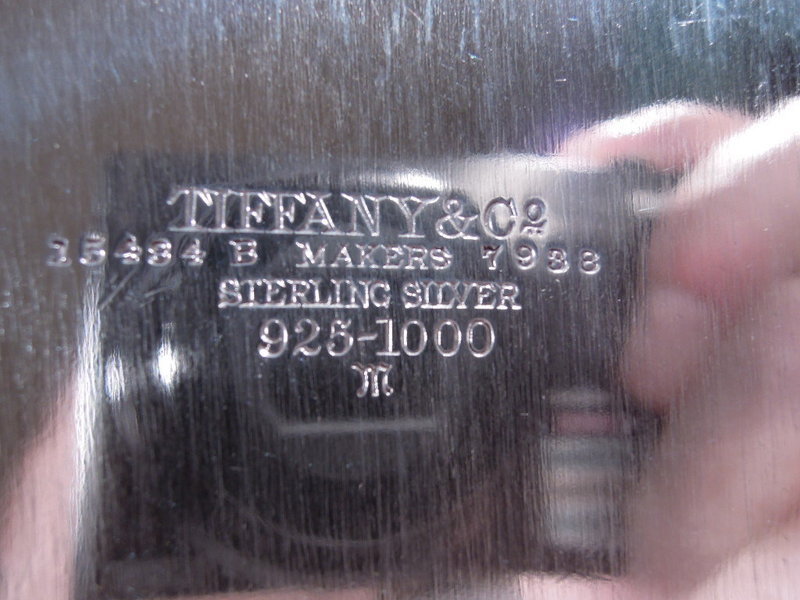 TIFFANY & Co
15434 B MAKERS 7938
STERLING SILVER
925-1000
M